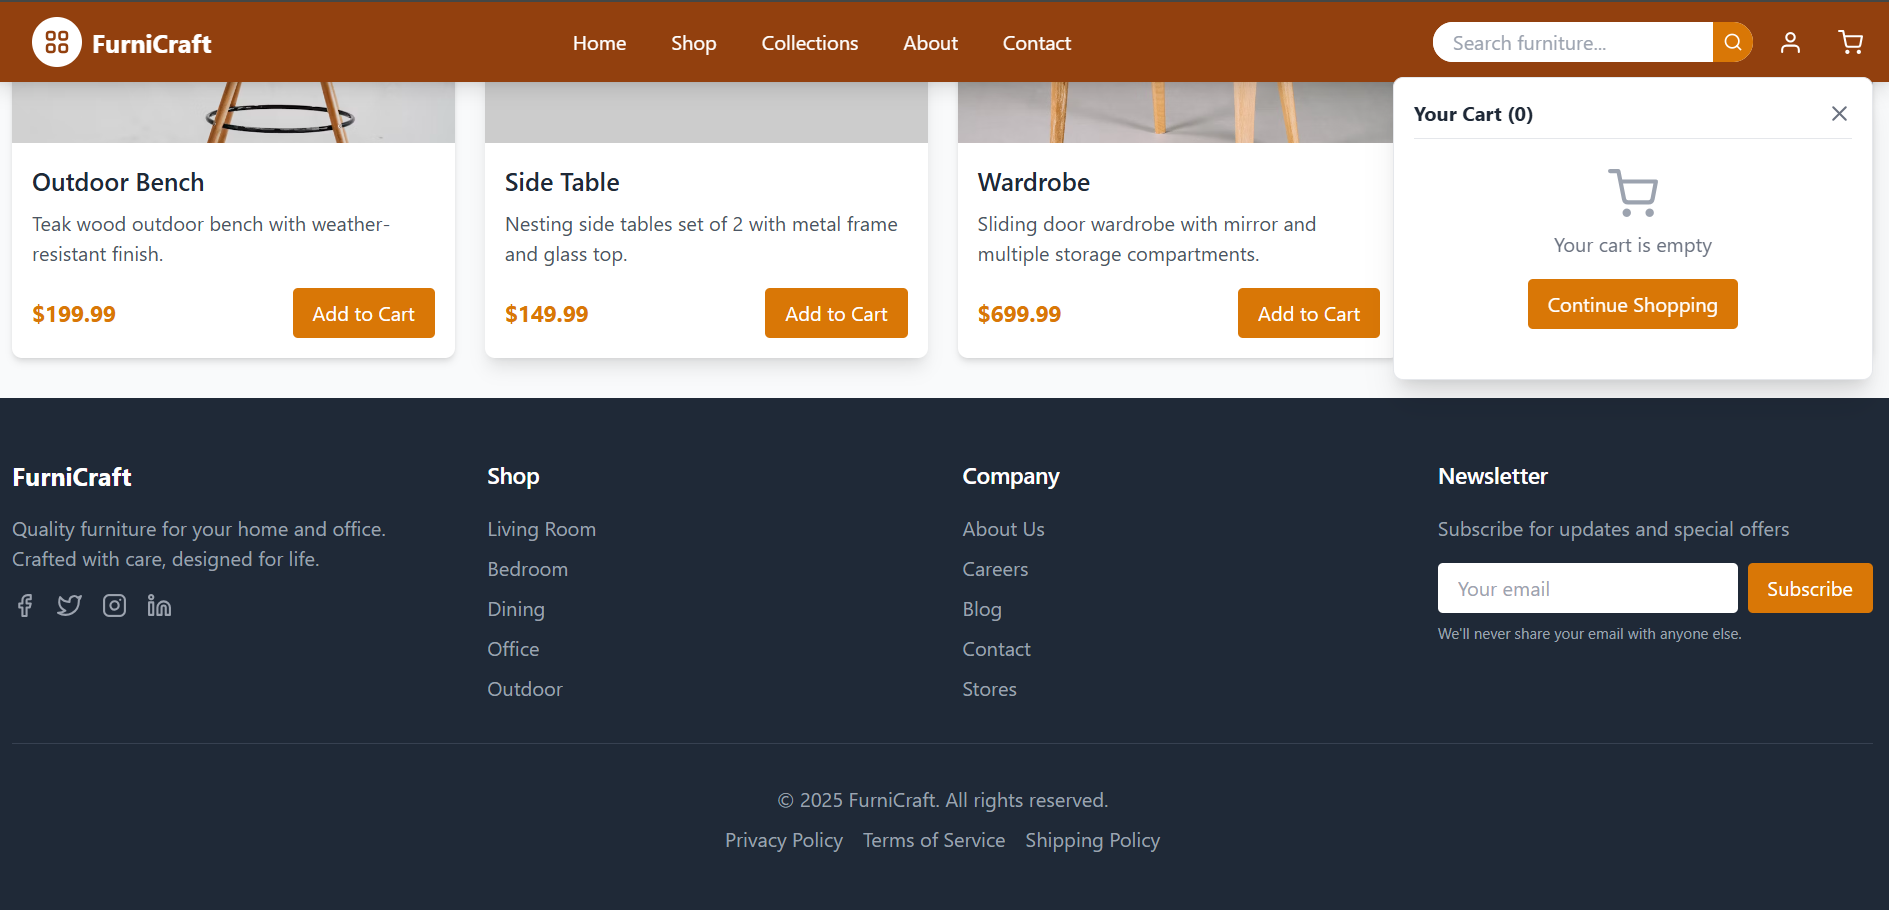 FurniCraft
Home
Shop
Collections
About
Contact
Search furniture...
Your Cart (0)
Your cart is empty
Continue Shopping
Outdoor Bench
Teak wood outdoor bench with weather-
resistant finish.
$199.99
Add to Cart
Side Table
Nesting side tables set of 2 with metal frame
and glass top.
$149.99
Add to Cart
Wardrobe
Sliding door wardrobe with mirror and
multiple storage compartments.
$699.99
Add to Cart
FurniCraft
Quality furniture for your home and office.
Crafted with care, designed for life.
Shop
Living Room
Bedroom
Dining
Office
Outdoor
Company
About Us
Careers
Blog
Contact
Stores
Newsletter
Subscribe for updates and special offers
Your email
Subscribe
We'll never share your email with anyone else.
© 2025 FurniCraft. All rights reserved.
Privacy Policy
Terms of Service
Shipping Policy